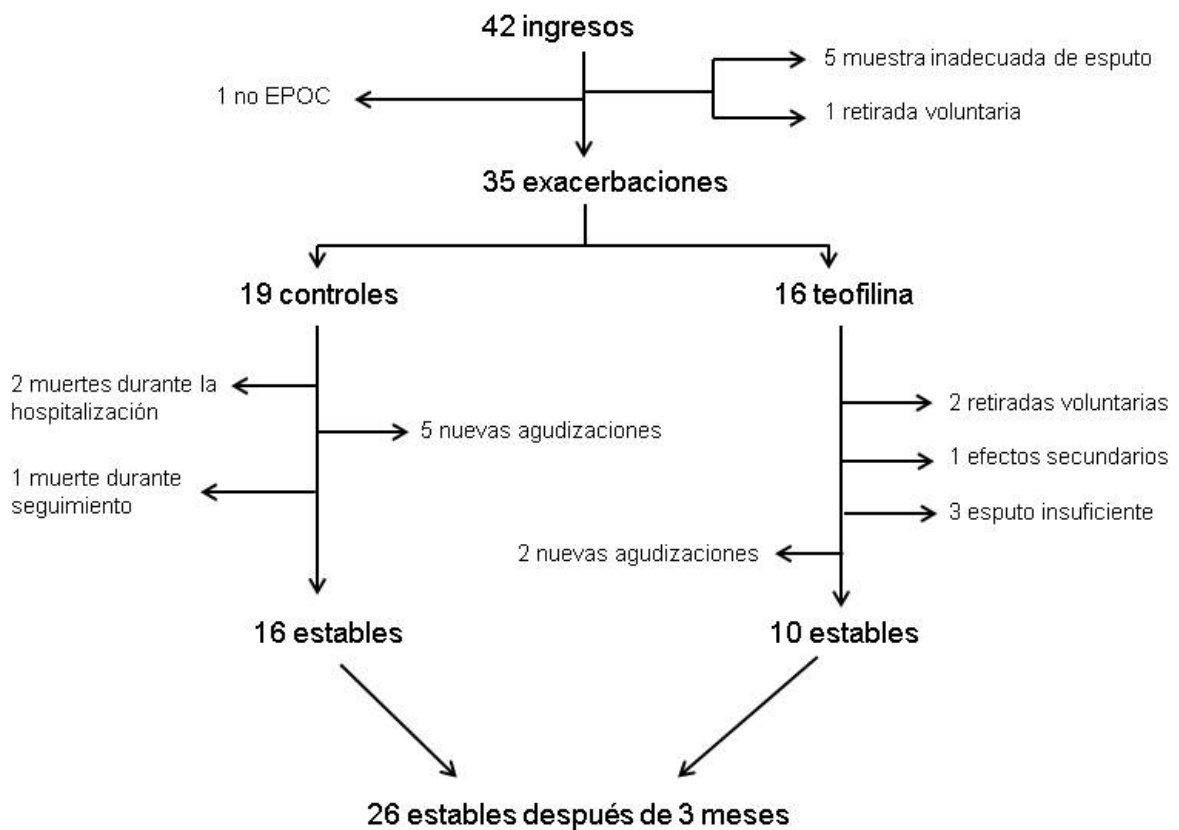 42 ingresos
5 muestra inadecuada de esputo
1 no EPOC
1 retirada voluntaria
35 exacerbaciones
19 controles
16 teofilina
2 muertes durante la
hospitalización
2 retiradas voluntarias
5 nuevas agudizaciones
1 efectos secundarios
1 muerte durante
seguimiento
3 esputo insuficiente
2 nuevas agudizaciones
16 estables
10 estables
26 estables después de 3 meses